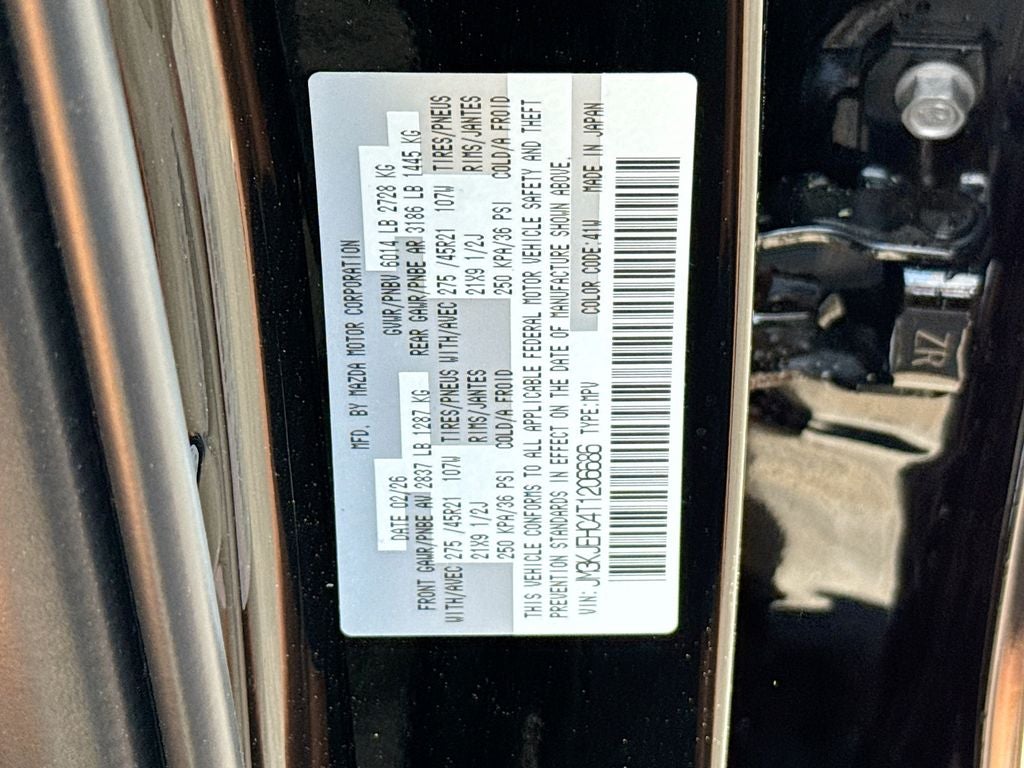 MFD. BY MAZDA MOTOR CORPORATION
DATE 02/26 GVWR/PNBV 6014 LB 2728 KG
FRONT GAWR/PNBE AV 2837 LB 1287 KG REAR GAWR/PNBE AR 3186 LB 1445 KG
WITH/AVEC 275 /45R21 107W TIRES/PNEUS WITH/AVEC 275 /45R21 107W TIRES/PNEUS
21X9 1/2J RIMS/JANTES 21X9 1/2J RIMS/JANTES
250 KPA/36 PSI COLD/A FROID 250 KPA/36 PSI COLD/A FROID
THIS VEHICLE CONFORMS TO ALL APPLICABLE FEDERAL MOTOR VEHICLE SAFETY AND THEFT
PREVENTION STANDARDS IN EFFECT ON THE DATE OF MANUFACTURE SHOWN ABOVE.
VIN: JM3KJEHC4T1206686 TYPE:MPV COLOR CODE:41W MADE IN JAPAN
ZR